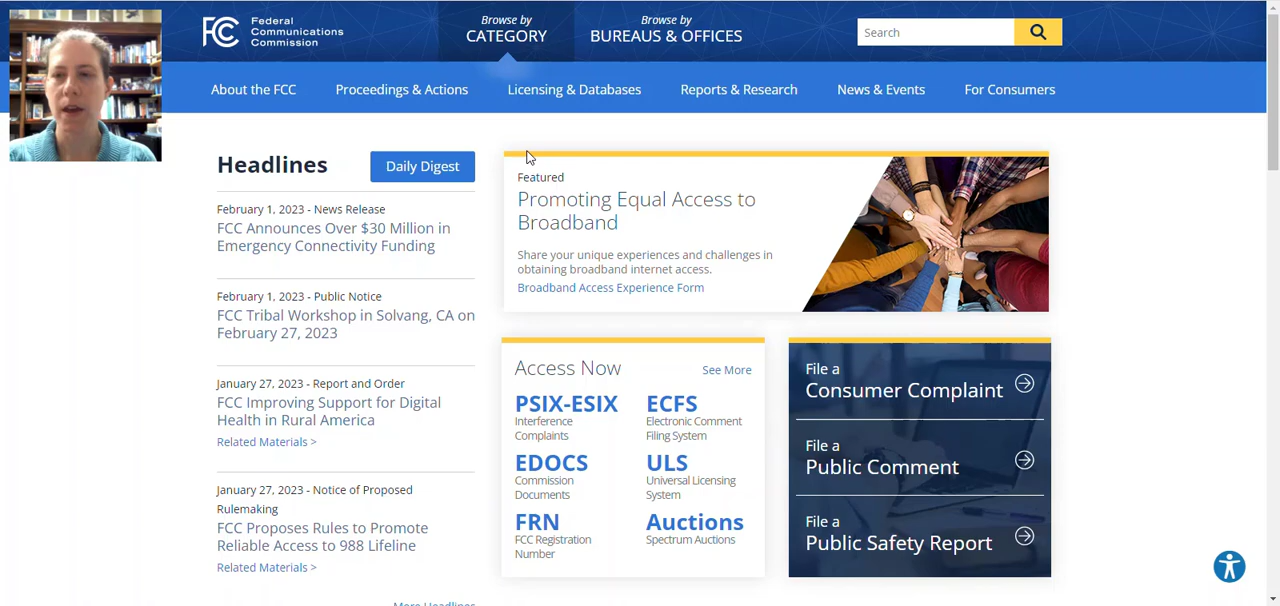 Federal
Communications
Commission
Browse by
CATEGORY
Browse by
BUREAUS & OFFICES
Search
About the FCC
Proceedings & Actions
Licensing & Databases
Reports & Research
News & Events
For Consumers
Headlines
Daily Digest
February 1, 2023 - News Release
FCC Announces Over $30 Million in
Emergency Connectivity Funding
February 1, 2023 - Public Notice
FCC Tribal Workshop in Solvang, CA on
February 27, 2023
January 27, 2023 - Report and Order
FCC Improving Support for Digital
Health in Rural America
Related Materials >
January 27, 2023 - Notice of Proposed
Rulemaking
FCC Proposes Rules to Promote
Reliable Access to 988 Lifeline
Related Materials >
More Headlines
Featured
Promoting Equal Access to
Broadband
Share your unique experiences and challenges in
obtaining broadband internet access.
Broadband Access Experience Form
Access Now
See More
PSIX-ESIX
Interference
Complaints
ECFS
Electronic Comment
Filing System
EDOCS
Commission
Documents
ULS
Universal Licensing
System
FRN
FCC Registration
Number
Auctions
Spectrum Auctions
File a
Consumer Complaint
File a
Public Comment
File a
Public Safety Report